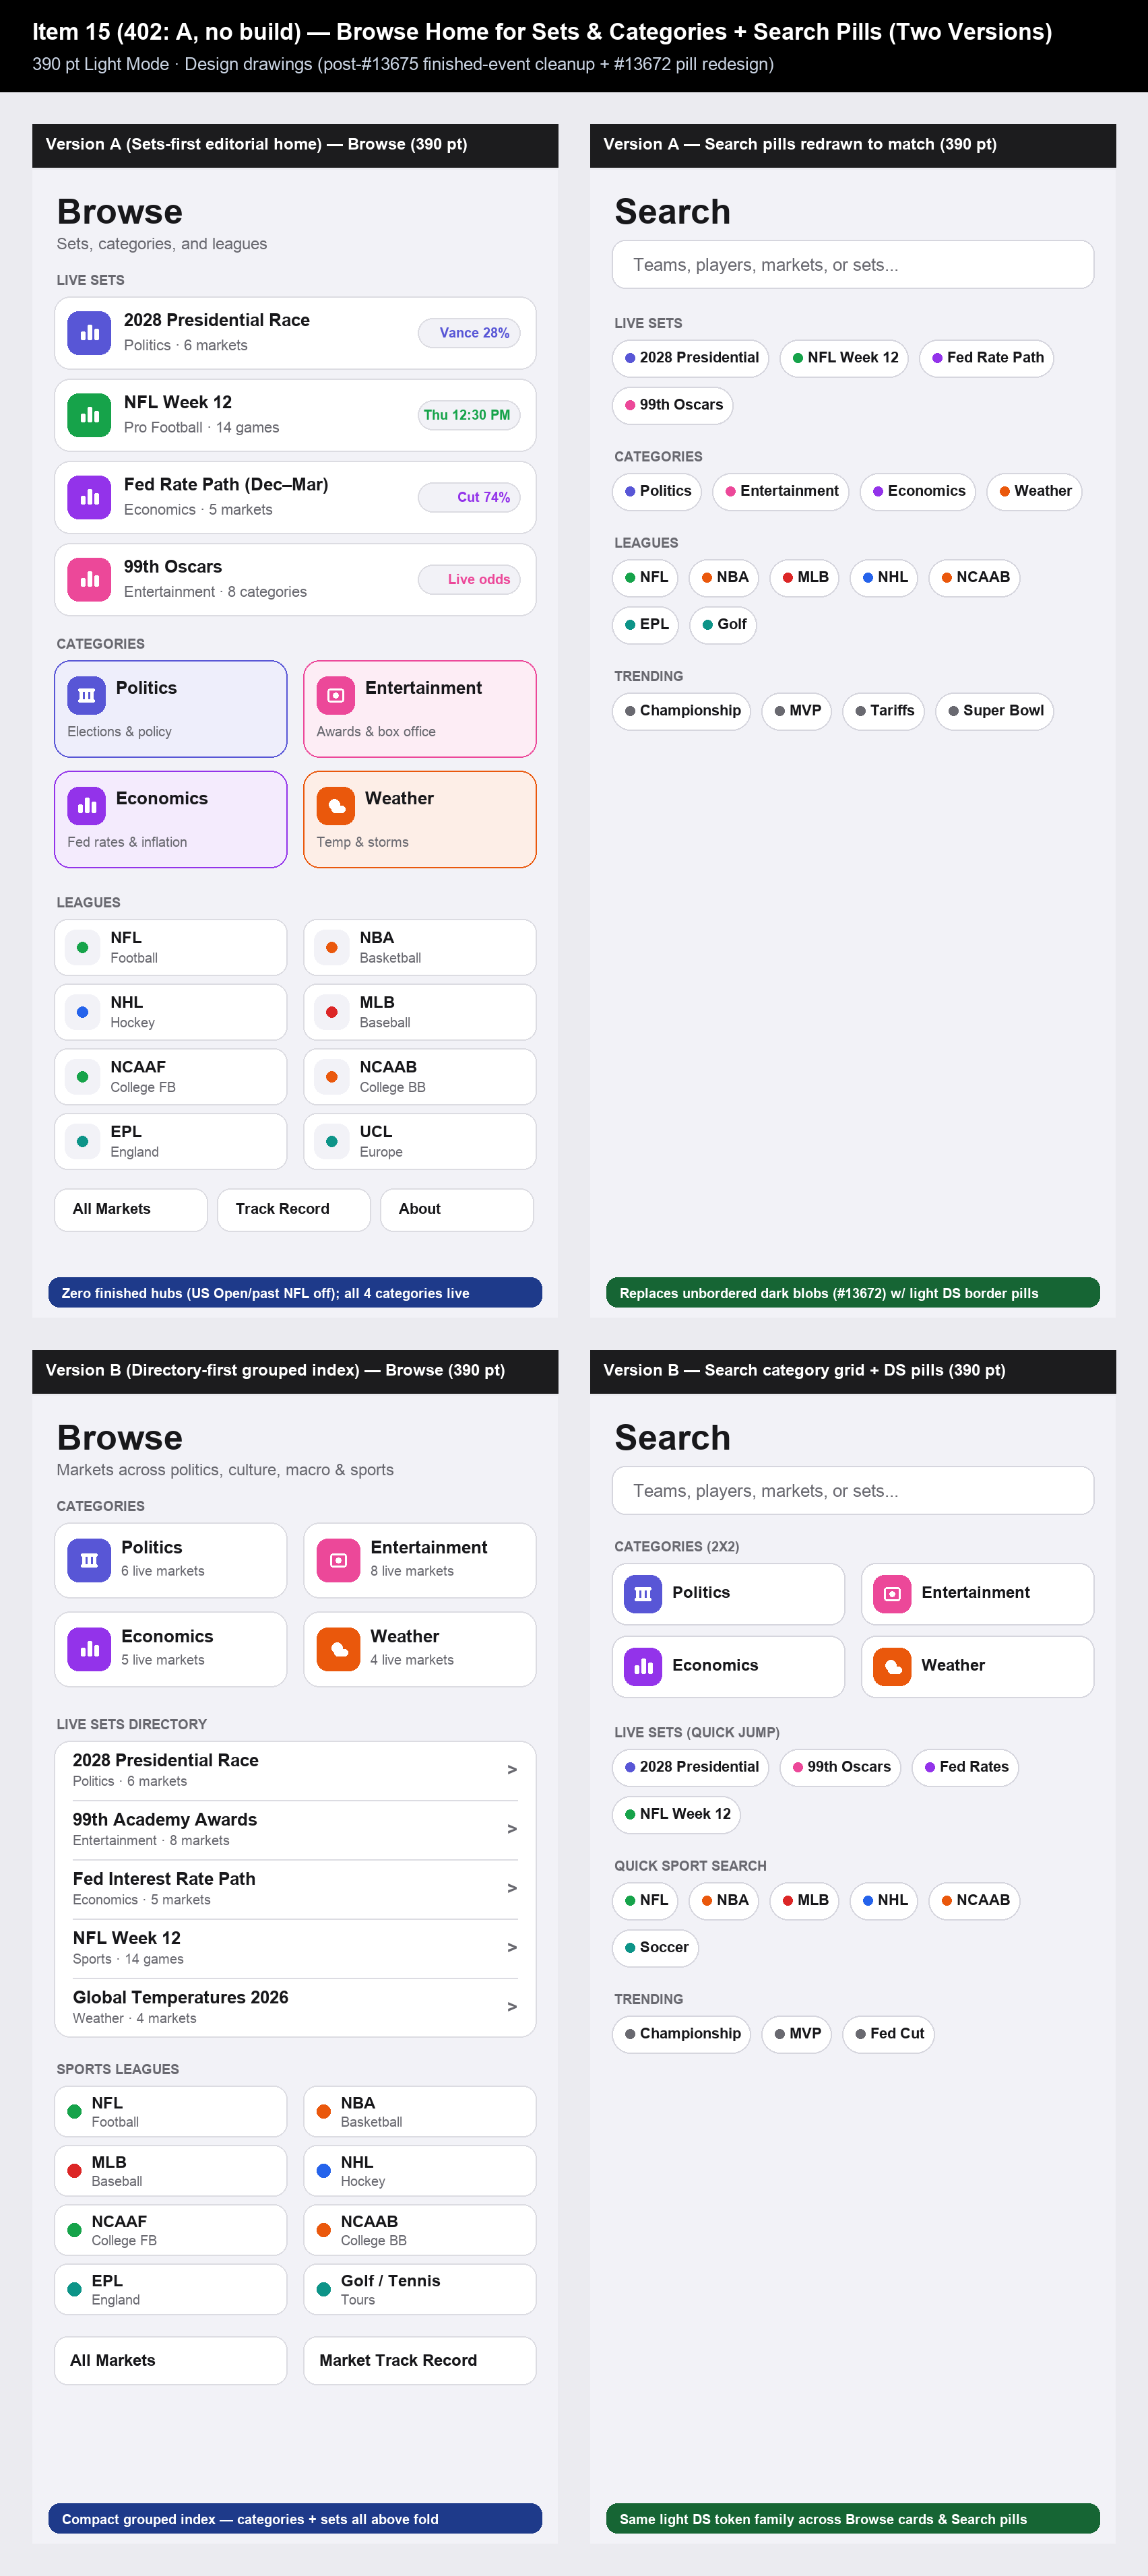 Item 15 (402: A, no build) — Browse Home for Sets & Categories + Search Pills (Two Versions)
390 pt Light Mode · Design drawings (post-#13675 finished-event cleanup + #13672 pill redesign)
Version A (Sets-first editorial home) — Browse (390 pt)
Browse
Sets, categories, and leagues
LIVE SETS
2028 Presidential Race
Politics · 6 markets
Vance 28%
NFL Week 12
Pro Football · 14 games
Thu 12:30 PM
Fed Rate Path (Dec–Mar)
Economics · 5 markets
Cut 74%
99th Oscars
Entertainment · 8 categories
Live odds
CATEGORIES
Politics
Elections & policy
Entertainment
Awards & box office
Economics
Fed rates & inflation
Weather
Temp & storms
LEAGUES
NFL
Football
NBA
Basketball
NHL
Hockey
MLB
Baseball
NCAAF
College FB
NCAAB
College BB
EPL
England
UCL
Europe
All Markets
Track Record
About
Zero finished hubs (US Open/past NFL off); all 4 categories live
Version A — Search pills redrawn to match (390 pt)
Search
Teams, players, markets, or sets...
LIVE SETS
2028 Presidential
NFL Week 12
Fed Rate Path
99th Oscars
CATEGORIES
Politics
Entertainment
Economics
Weather
LEAGUES
NFL
NBA
MLB
NHL
NCAAB
EPL
Golf
TRENDING
Championship
MVP
Tariffs
Super Bowl
Replaces unbordered dark blobs (#13672) w/ light DS border pills
Version B (Directory-first grouped index) — Browse (390 pt)
Browse
Markets across politics, culture, macro & sports
CATEGORIES
Politics
6 live markets
Entertainment
8 live markets
Economics
5 live markets
Weather
4 live markets
LIVE SETS DIRECTORY
2028 Presidential Race
Politics · 6 markets
>
99th Academy Awards
Entertainment · 8 markets
>
Fed Interest Rate Path
Economics · 5 markets
>
NFL Week 12
Sports · 14 games
>
Global Temperatures 2026
Weather · 4 markets
>
SPORTS LEAGUES
NFL
Football
NBA
Basketball
MLB
Baseball
NHL
Hockey
NCAAF
College FB
NCAAB
College BB
EPL
England
Golf / Tennis
Tours
All Markets
Market Track Record
Compact grouped index — categories + sets all above fold
Version B — Search category grid + DS pills (390 pt)
Search
Teams, players, markets, or sets...
CATEGORIES (2X2)
Politics
Entertainment
Economics
Weather
LIVE SETS (QUICK JUMP)
2028 Presidential
99th Oscars
Fed Rates
NFL Week 12
QUICK SPORT SEARCH
NFL
NBA
MLB
NHL
NCAAB
Soccer
TRENDING
Championship
MVP
Fed Cut
Same light DS token family across Browse cards & Search pills